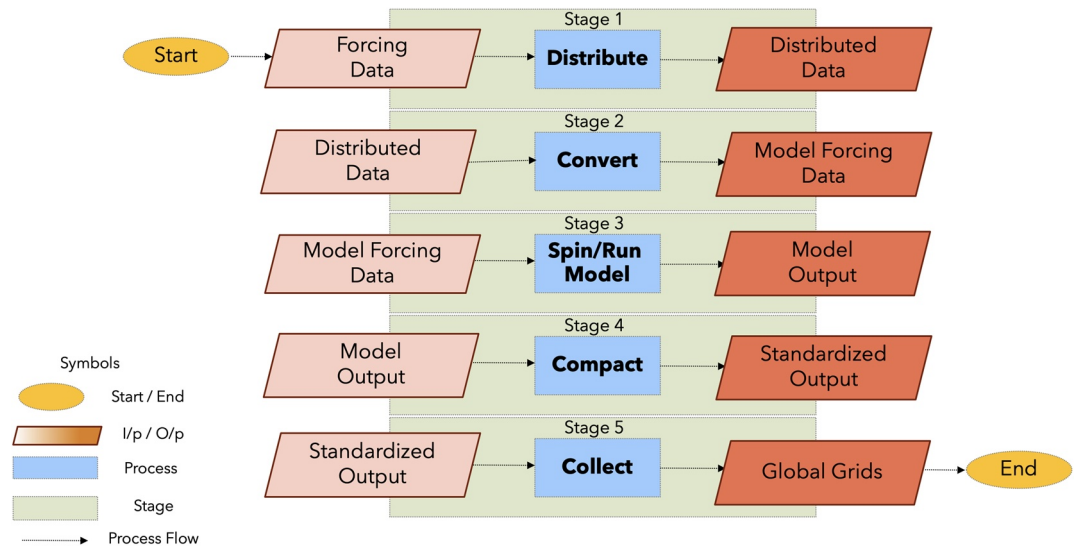 Stage 1
Start
Forcing
Data
Distribute
Distributed
Data
Stage 2
Distributed
Data
Convert
Model Forcing
Data
Stage 3
Model Forcing
Data
Spin/Run
Model
Model
Output
Stage 4
Model
Output
Compact
Standardized
Output
Stage 5
Standardized
Output
Collect
Global Grids
End
Symbols
Start / End
I/p / O/p
Process
Stage
Process Flow